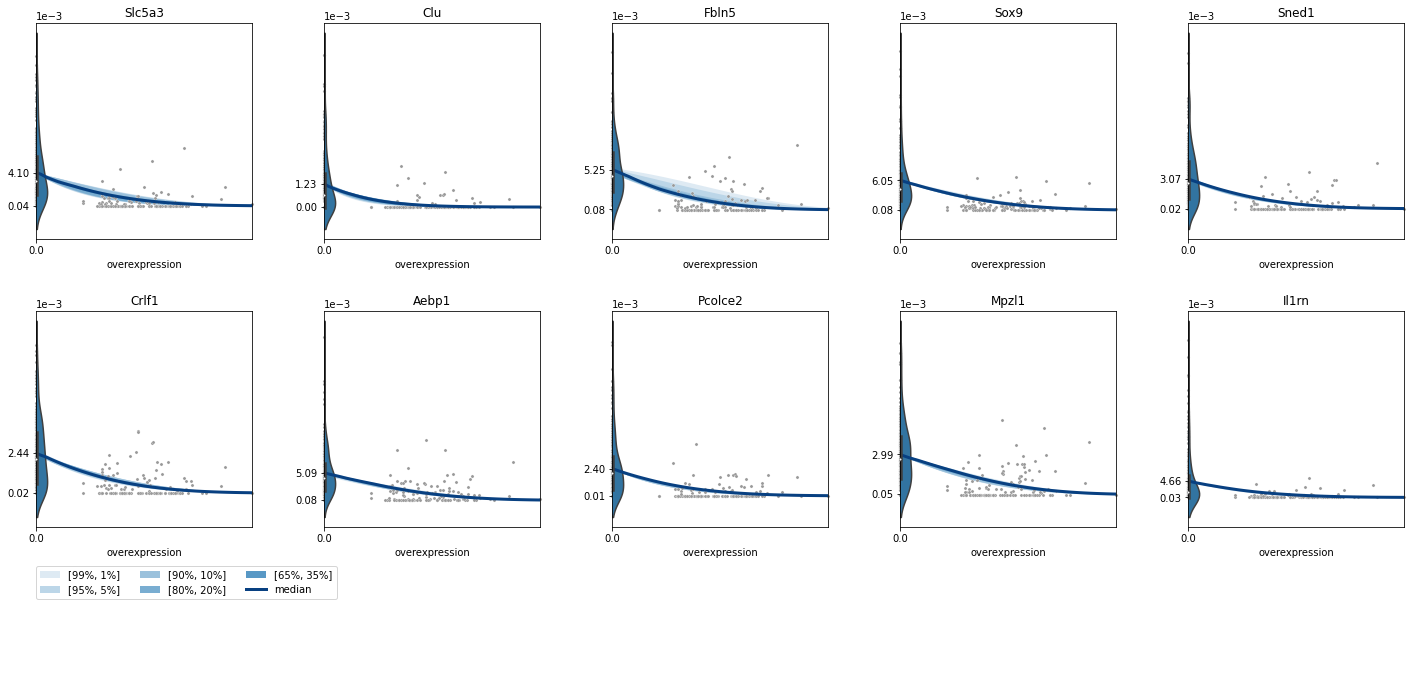 Slc5a3 Clu Fbln5 Sox9 Sned1
1e−3 1e−3 1e−3 1e−3 1e−3
4.10 1.23 5.25 6.05 3.07
0.04 0.00 0.08 0.08 0.02
0.0 0.0 0.0 0.0 0.0
overexpression overexpression overexpression overexpression overexpression
Crlf1 Aebp1 Pcolce2 Mpzl1 Il1rn
1e−3 1e−3 1e−3 1e−3 1e−3
2.44 5.09 2.40 2.99 4.66
0.02 0.08 0.01 0.05 0.03
0.0 0.0 0.0 0.0 0.0
overexpression overexpression overexpression overexpression overexpression
[99%, 1%] [90%, 10%] [65%, 35%]
[95%, 5%] [80%, 20%] median